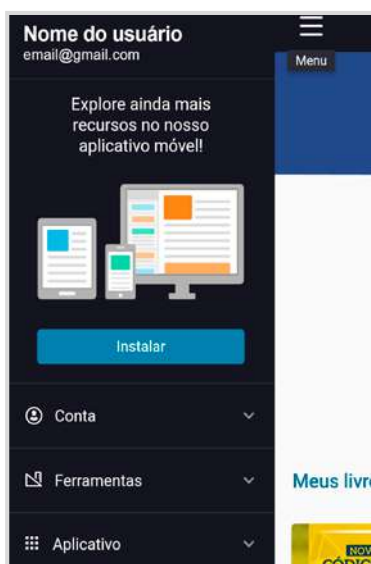 Nome do usuário
email@gmail.com
Menu
Explore ainda mais
recursos no nosso
aplicativo móvel!
Instalar
Conta
Ferramentas
Meus livr
Aplicativo
NOV
CÓDIG